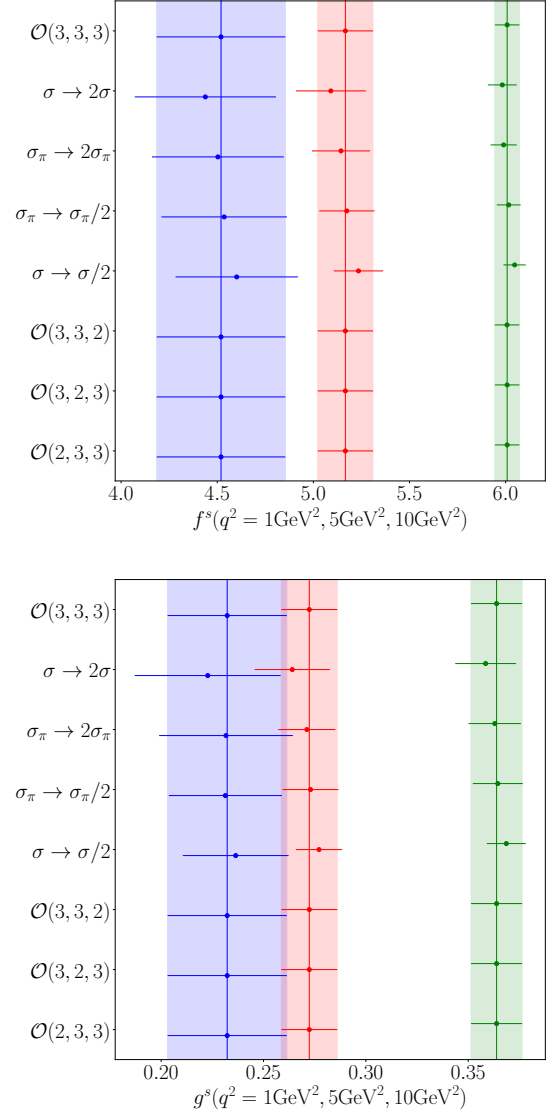 O(3, 3, 3)
σ → 2σ
σ_π → 2σ_π
σ_π → σ_π/2
σ → σ/2
O(3, 3, 2)
O(3, 2, 3)
O(2, 3, 3)
4.0 4.5 5.0 5.5 6.0
f^s(q^2 = 1GeV^2, 5GeV^2, 10GeV^2)
O(3, 3, 3)
σ → 2σ
σ_π → 2σ_π
σ_π → σ_π/2
σ → σ/2
O(3, 3, 2)
O(3, 2, 3)
O(2, 3, 3)
0.20 0.25 0.30 0.35
g^s(q^2 = 1GeV^2, 5GeV^2, 10GeV^2)